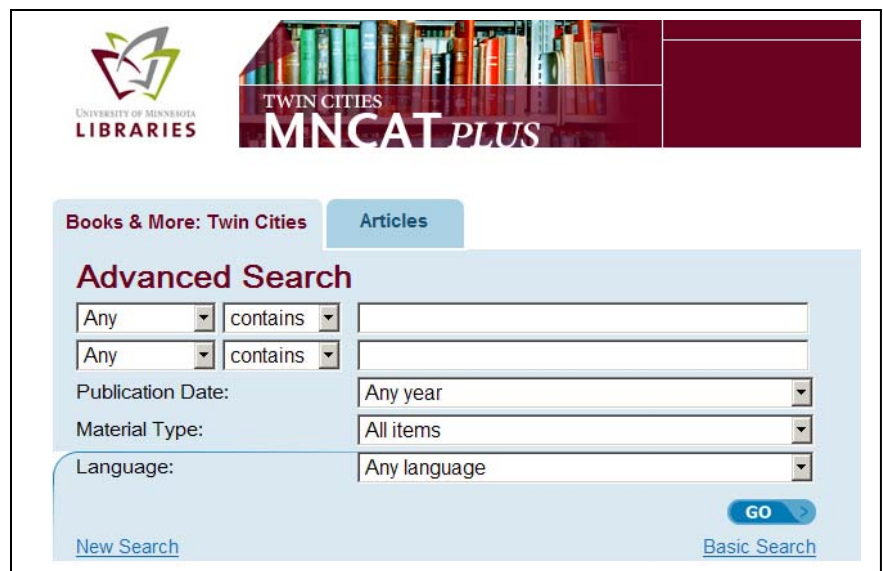 UNIVERSITY OF MINNESOTA
LIBRARIES
TWIN CITIES
MNCAT PLUS
Books & More: Twin Cities
Articles
Advanced Search
Any contains
Any contains
Publication Date: Any year
Material Type: All items
Language: Any language
GO >
New Search
Basic Search